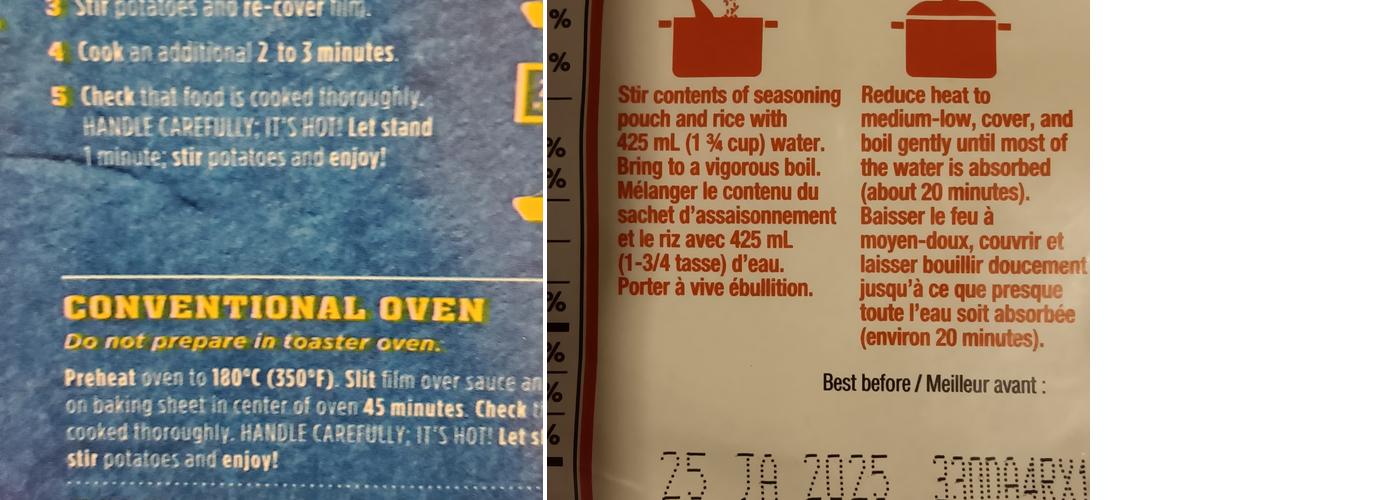 3 Stir potatoes and re-cover film.
4 Cook an additional 2 to 3 minutes.
5 Check that food is cooked thoroughly.
HANDLE CAREFULLY; IT'S HOT! Let stand
1 minute; stir potatoes and enjoy!
CONVENTIONAL OVEN
Do not prepare in toaster oven.
Preheat oven to 180°C (350°F). Slit film over sauce an
on baking sheet in center of oven 45 minutes. Check t
cooked thoroughly. HANDLE CAREFULLY; IT'S HOT! Let s
stir potatoes and enjoy!
%
%
%
%
%
%
%
%
Stir contents of seasoning
pouch and rice with
425 mL (1 ¾ cup) water.
Bring to a vigorous boil.
Mélanger le contenu du
sachet d'assaisonnement
et le riz avec 425 mL
(1-3/4 tasse) d'eau.
Porter à vive ébullition.
Reduce heat to
medium-low, cover, and
boil gently until most of
the water is absorbed
(about 20 minutes).
Baisser le feu à
moyen-doux, couvrir et
laisser bouillir doucement
jusqu'à ce que presque
toute l'eau soit absorbée
(environ 20 minutes).
Best before / Meilleur avant :
25 JA 2025